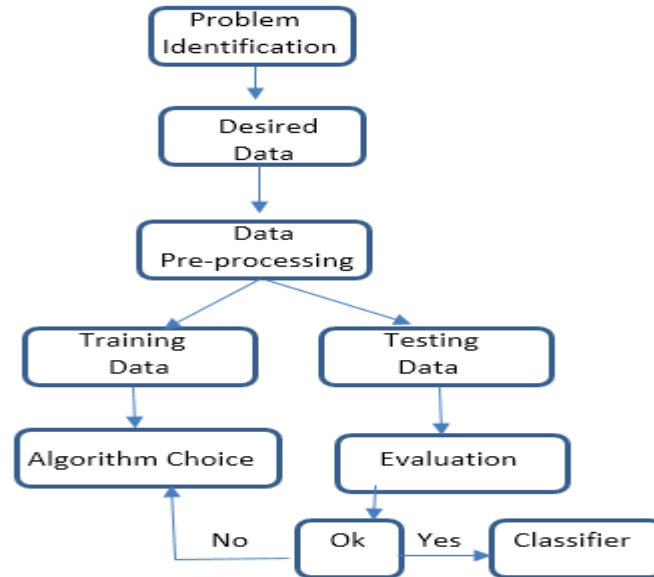 Problem
Identification
Desired
Data
Data
Pre-processing
Training
Data
Testing
Data
Algorithm Choice
Evaluation
No
Ok
Yes
Classifier